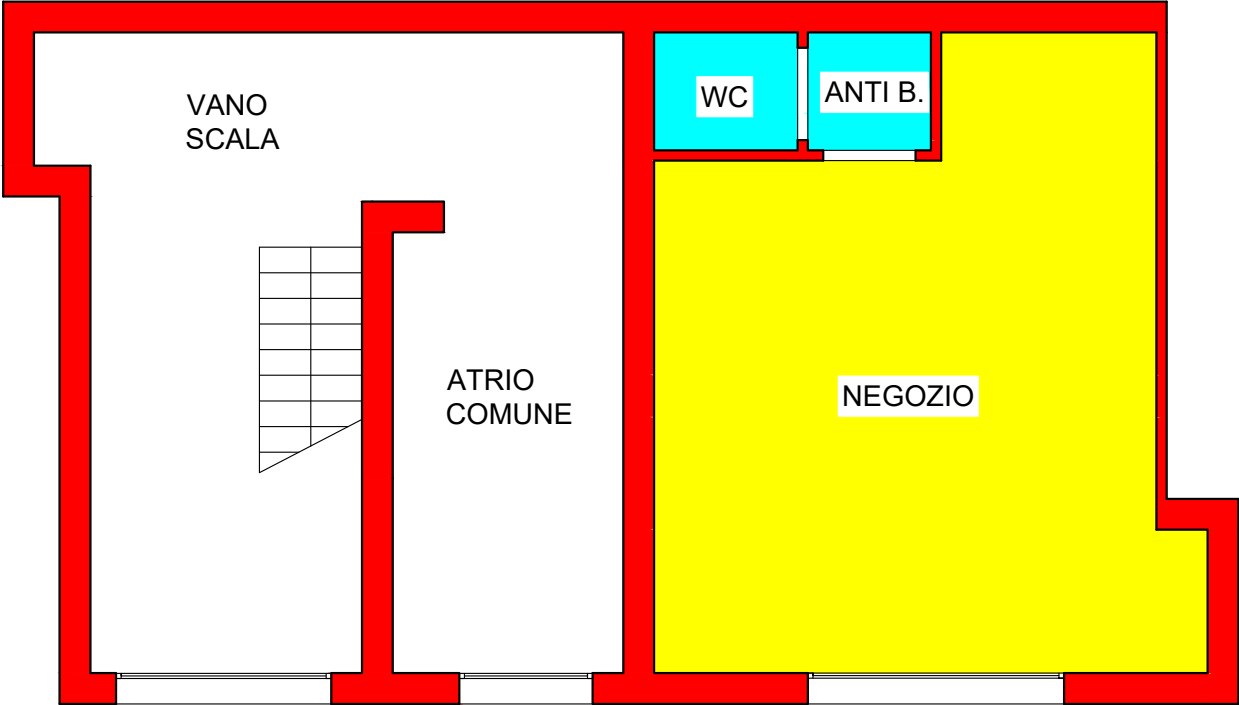 VANO
SCALA
WC
ANTI B.
ATRIO
COMUNE
NEGOZIO